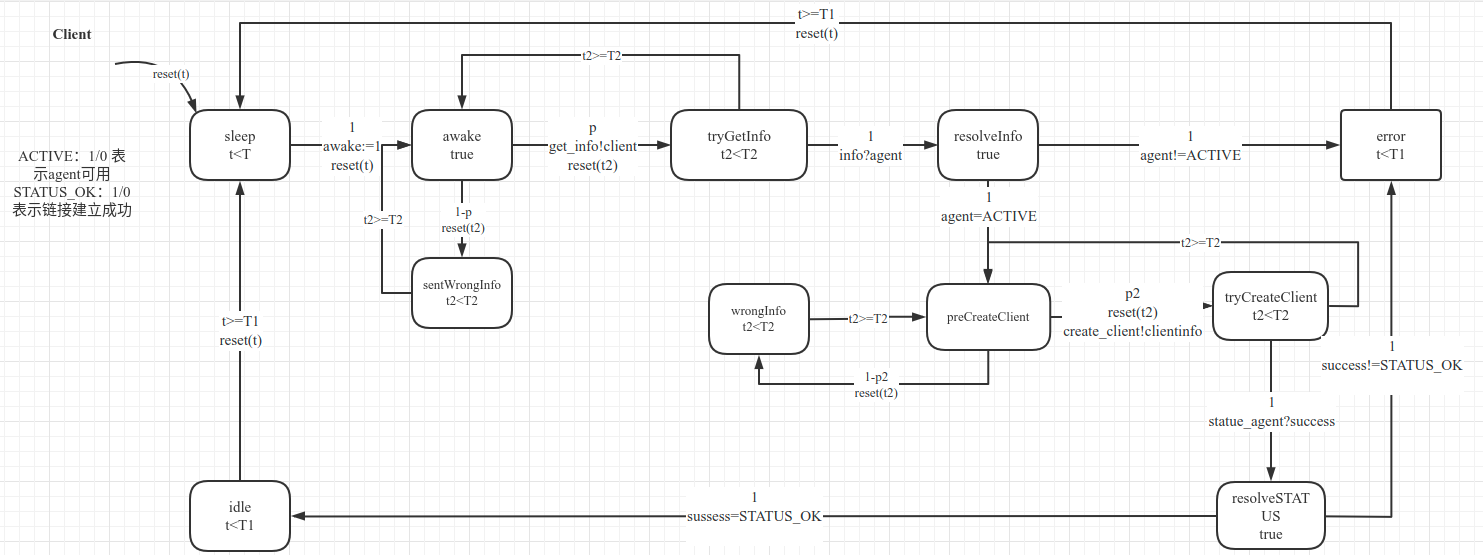 t>=T1
reset(t)
Client
t2>=T2
reset(t)
sleep
t<T
1
awake:=1
reset(t)
awake
true
p
get_info!client
reset(t2)
tryGetInfo
t2<T2
1
info?agent
resolveInfo
true
1
agent!=ACTIVE
error
t<T1
ACTIVE：1/0 表
示agent可用
STATUS_OK：1/0
表示链接建立成功
t2>=T2
1-p
reset(t2)
1
agent=ACTIVE
t2>=T2
sentWrongInfo
t2<T2
wrongInfo
t2<T2
t2>=T2
preCreateClient
p2
reset(t2)
create_client!clientinfo
tryCreateClient
t2<T2
t>=T1
reset(t)
1
success!=STATUS_OK
1-p2
reset(t2)
1
statue_agent?success
idle
t<T1
1
sussess=STATUS_OK
resolveSTAT
US
true